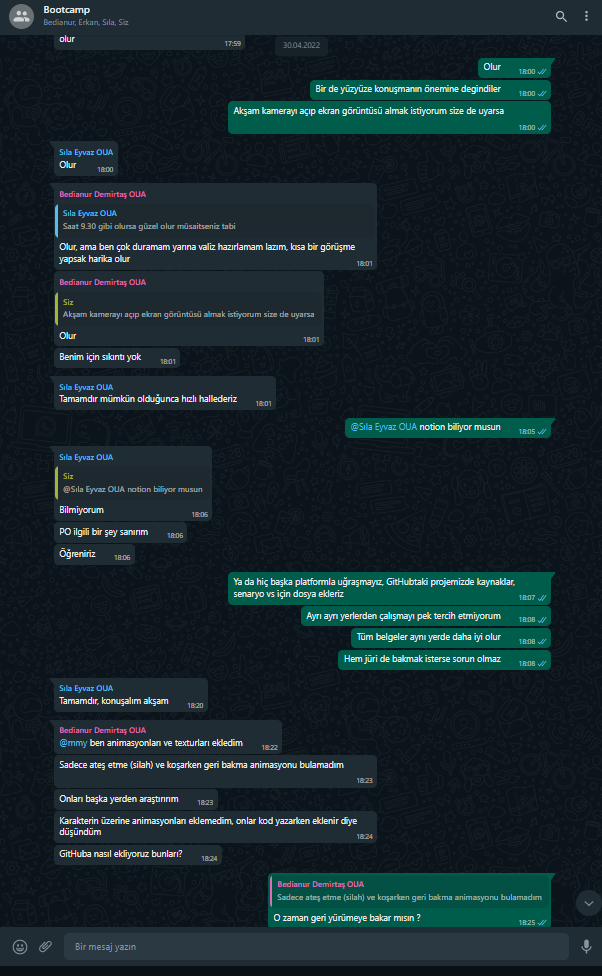 Bootcamp
Bedianur, Erkan, Sıla, Siz
olur
17:59
30.04.2022
Olur
18:00
Bir de yüzyüze konuşmanın önemine degindiler
18:00
Akşam kamerayı açıp ekran görüntüsü almak istiyorum size de uyarsa
18:00
Sıla Eyvaz OUA
Olur
18:00
Bedianur Demirtaş OUA
Sıla Eyvaz OUA
Saat 9.30 gibi olursa güzel olur müsaitseniz tabi
Olur, ama ben çok duramam yarına valiz hazırlamam lazım, kısa bir görüşme
yapsak harika olur
18:01
Bedianur Demirtaş OUA
Siz
Akşam kamerayı açıp ekran görüntüsü almak istiyorum size de uyarsa
Olur
18:01
Benim için sıkıntı yok
18:01
Sıla Eyvaz OUA
Tamamdır mümkün olduğunca hızlı hallederiz
18:01
@Sıla Eyvaz OUA notion biliyor musun
18:05
Sıla Eyvaz OUA
Siz
@Sıla Eyvaz OUA notion biliyor musun
Bilmiyorum
18:06
PO ilgili bir şey sanırım
18:06
Öğreniriz
18:06
Ya da hiç başka platformla uğraşmayız, GitHubtaki projemizde kaynaklar,
senaryo vs için dosya ekleriz
18:07
Ayrı ayrı yerlerden çalışmayı pek tercih etmiyorum
18:08
Tüm belgeler aynı yerde daha iyi olur
18:08
Hem jüri de bakmak isterse sorun olmaz
18:08
Sıla Eyvaz OUA
Tamamdır, konuşalım akşam
18:20
Bedianur Demirtaş OUA
@mmy ben animasyonları ve texturları ekledim
18:22
Sadece ateş etme (silah) ve koşarken geri bakma animasyonu bulamadım
18:23
Onları başka yerden araştırırım
18:23
Karakterin üzerine animasyonları eklemedim, onlar kod yazarken eklenir diye
düşündüm
18:24
GitHuba nasıl ekliyoruz bunları?
18:24
Bedianur Demirtaş OUA
Sadece ateş etme (silah) ve koşarken geri bakma animasyonu bulamadım
O zaman geri yürümeye bakar mısın ?
18:25
Bir mesaj yazın